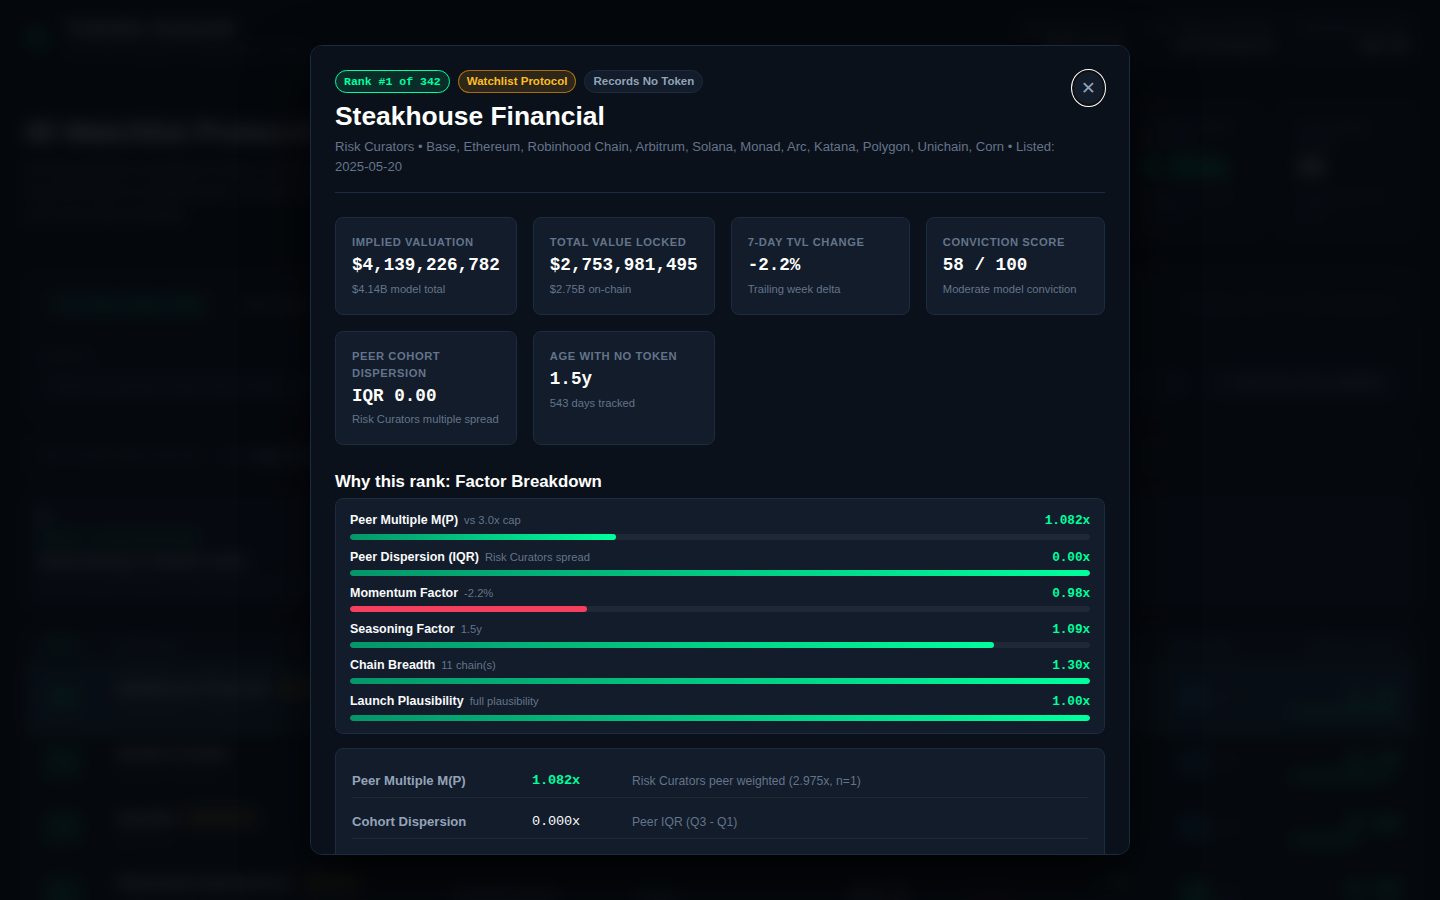 Rank #1 of 342
Watchlist Protocol
Records No Token
✕
Steakhouse Financial
Risk Curators • Base, Ethereum, Robinhood Chain, Arbitrum, Solana, Monad, Arc, Katana, Polygon, Unichain, Corn • Listed:
2025-05-20
IMPLIED VALUATION
$4,139,226,782
$4.14B model total
TOTAL VALUE LOCKED
$2,753,981,495
$2.75B on-chain
7-DAY TVL CHANGE
-2.2%
Trailing week delta
CONVICTION SCORE
58 / 100
Moderate model conviction
PEER COHORT
DISPERSION
IQR 0.00
Risk Curators multiple spread
AGE WITH NO TOKEN
1.5y
543 days tracked
Why this rank: Factor Breakdown
Peer Multiple M(P) vs 3.0x cap 1.082x
Peer Dispersion (IQR) Risk Curators spread 0.00x
Momentum Factor -2.2% 0.98x
Seasoning Factor 1.5y 1.09x
Chain Breadth 11 chain(s) 1.30x
Launch Plausibility full plausibility 1.00x
Peer Multiple M(P) 1.082x Risk Curators peer weighted (2.975x, n=1)
Cohort Dispersion 0.000x Peer IQR (Q3 - Q1)